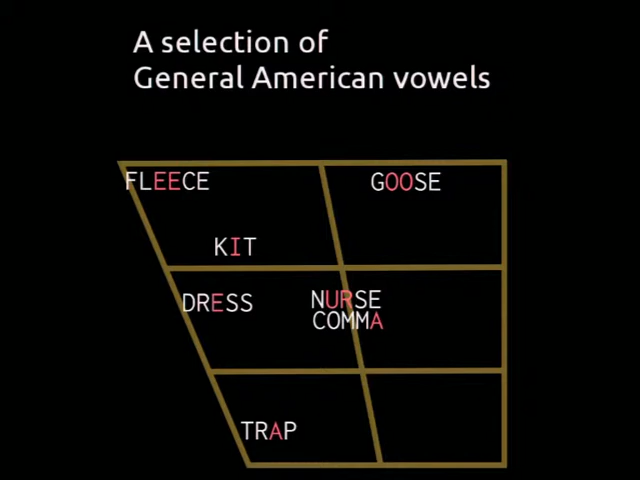 A selection of
General American vowels
FLEECE
GOOSE
KIT
DRESS
NURSE
COMMA
TRAP